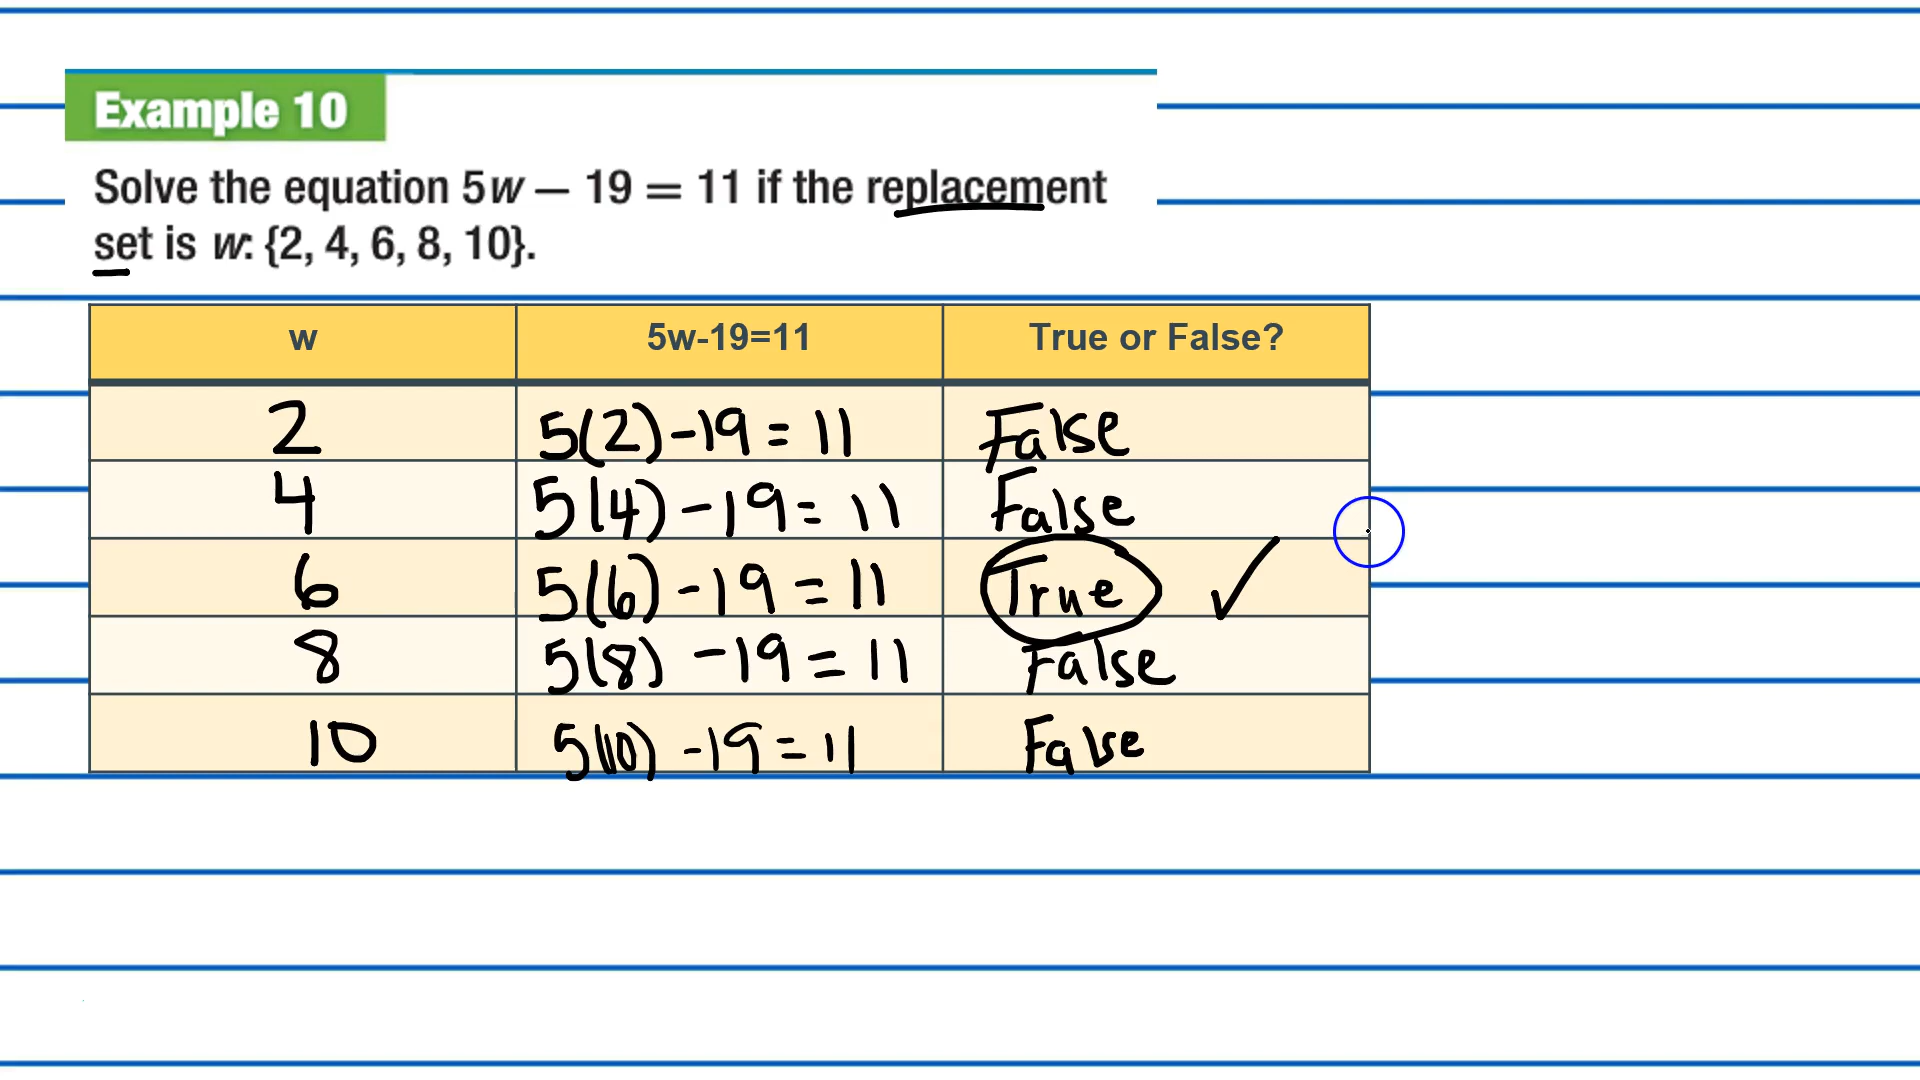 Example 10
Solve the equation 5w — 19 = 11 if the replacement
set is w: {2, 4, 6, 8, 10}.
w 5w-19=11 True or False?
2 5(2)-19=11 False
4 5(4)-19=11 False
6 5(6)-19=11 True ✓
8 5(8)-19=11 False
10 5(10)-19=11 False